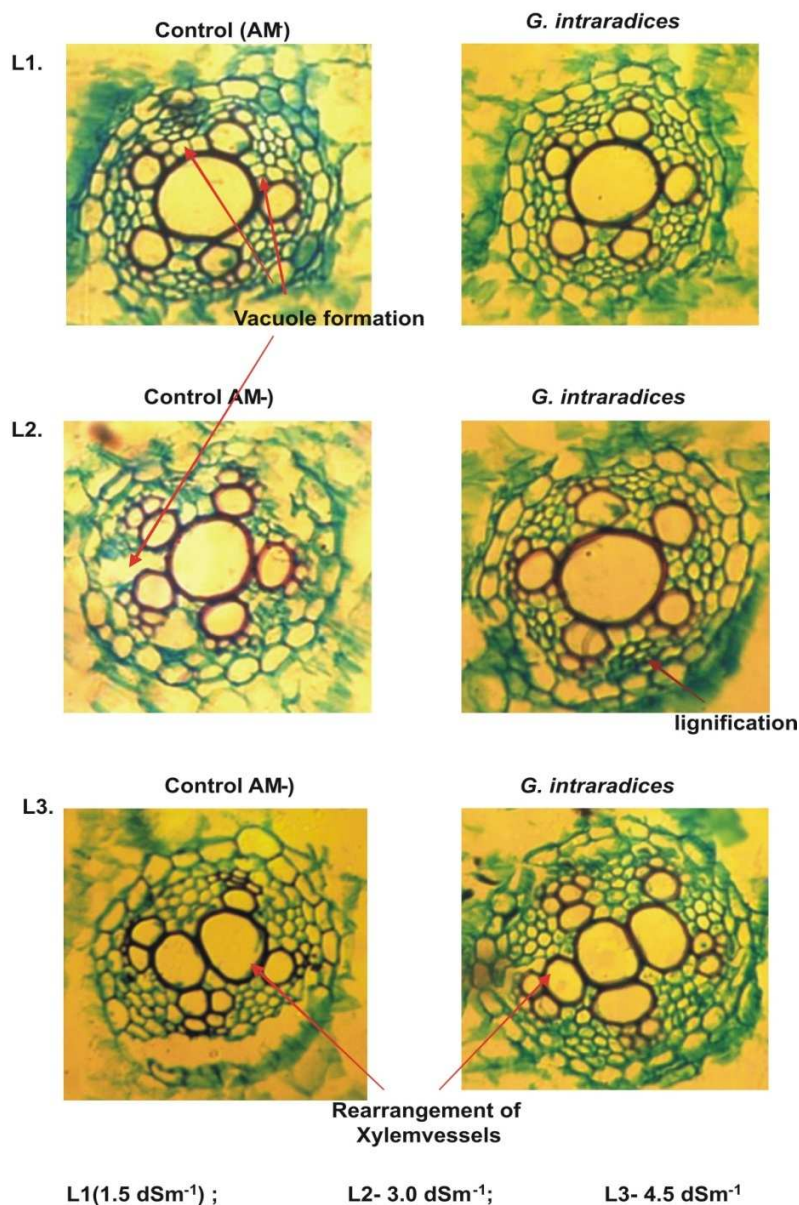 Control (AM-)
G. intraradices
L1.
Vacuole formation
Control AM-)
G. intraradices
L2.
lignification
Control AM-)
G. intraradices
L3.
Rearrangement of
Xylemvessels
L1(1.5 dSm⁻¹) ; L2- 3.0 dSm⁻¹; L3- 4.5 dSm⁻¹